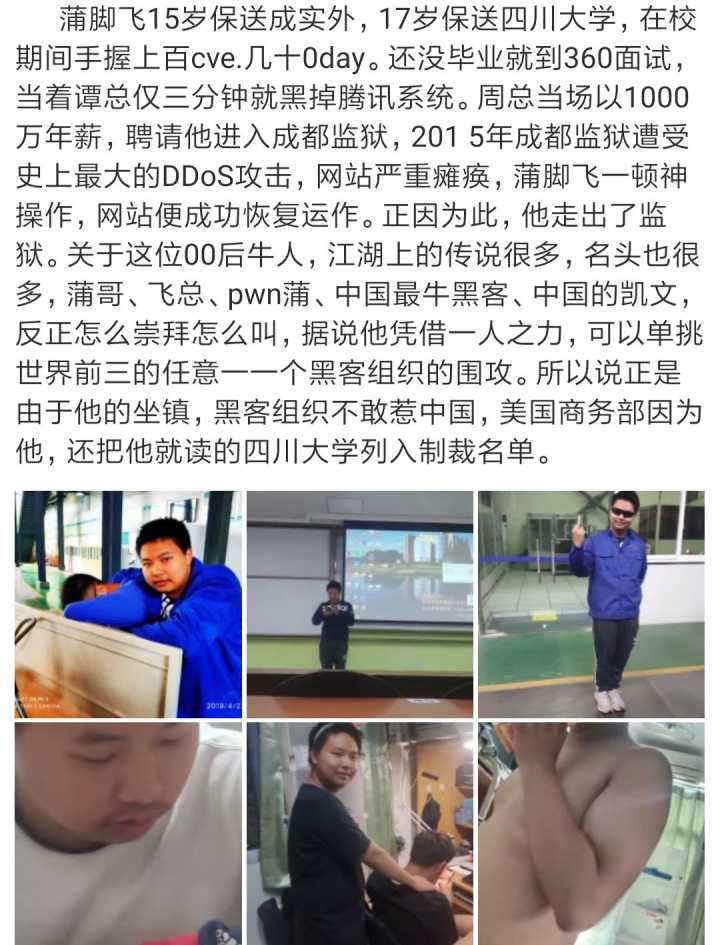 蒲脚飞15岁保送成实外，17岁保送四川大学，在校
期间手握上百cve.几十0day。还没毕业就到360面试，
当着谭总仅三分钟就黑掉腾讯系统。周总当场以1000
万年薪，聘请他进入成都监狱，201 5年成都监狱遭受
史上最大的DDoS攻击，网站严重瘫痪，蒲脚飞一顿神
操作，网站便成功恢复运作。正因为此，他走出了监
狱。关于这位00后牛人，江湖上的传说很多，名头也很
多，蒲哥、飞总、pwn蒲、中国最牛黑客、中国的凯文，
反正怎么崇拜怎么叫，据说他凭借一人之力，可以单挑
世界前三的任意一一个黑客组织的围攻。所以说正是
由于他的坐镇，黑客组织不敢惹中国，美国商务部因为
他，还把他就读的四川大学列入制裁名单。